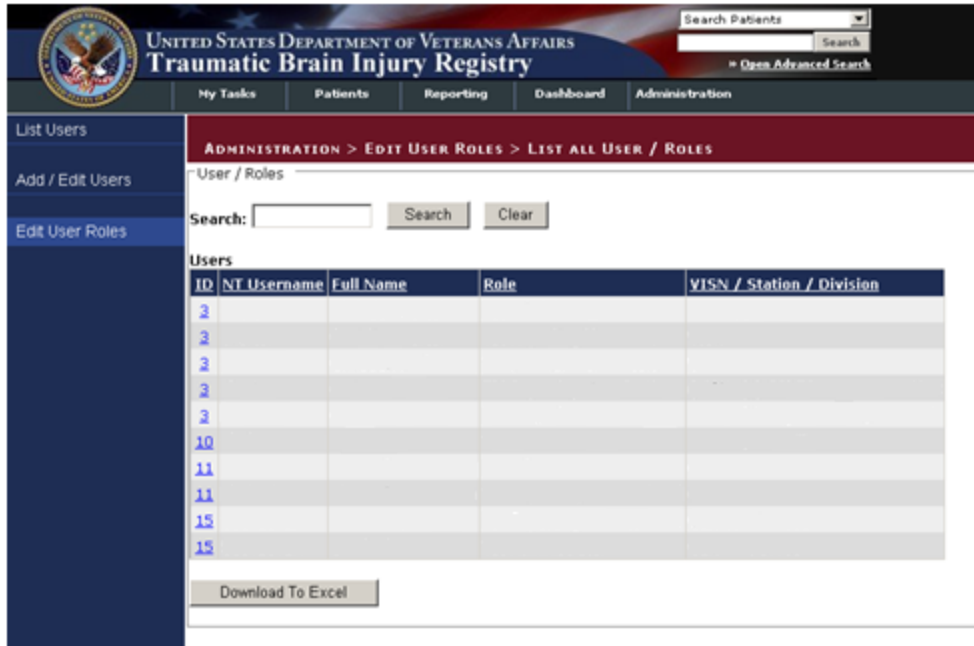 Search Patients
UNITED STATES DEPARTMENT OF VETERANS AFFAIRS
Traumatic Brain Injury Registry
Search
» Open Advanced Search
My Tasks Patients Reporting Dashboard Administration
List Users
Add / Edit Users
Edit User Roles
ADMINISTRATION > EDIT USER ROLES > LIST ALL USER / ROLES
User / Roles
Search: Search Clear
Users
ID NT Username Full Name Role VISN / Station / Division
3
3
3
3
3
10
11
11
15
15
Download To Excel